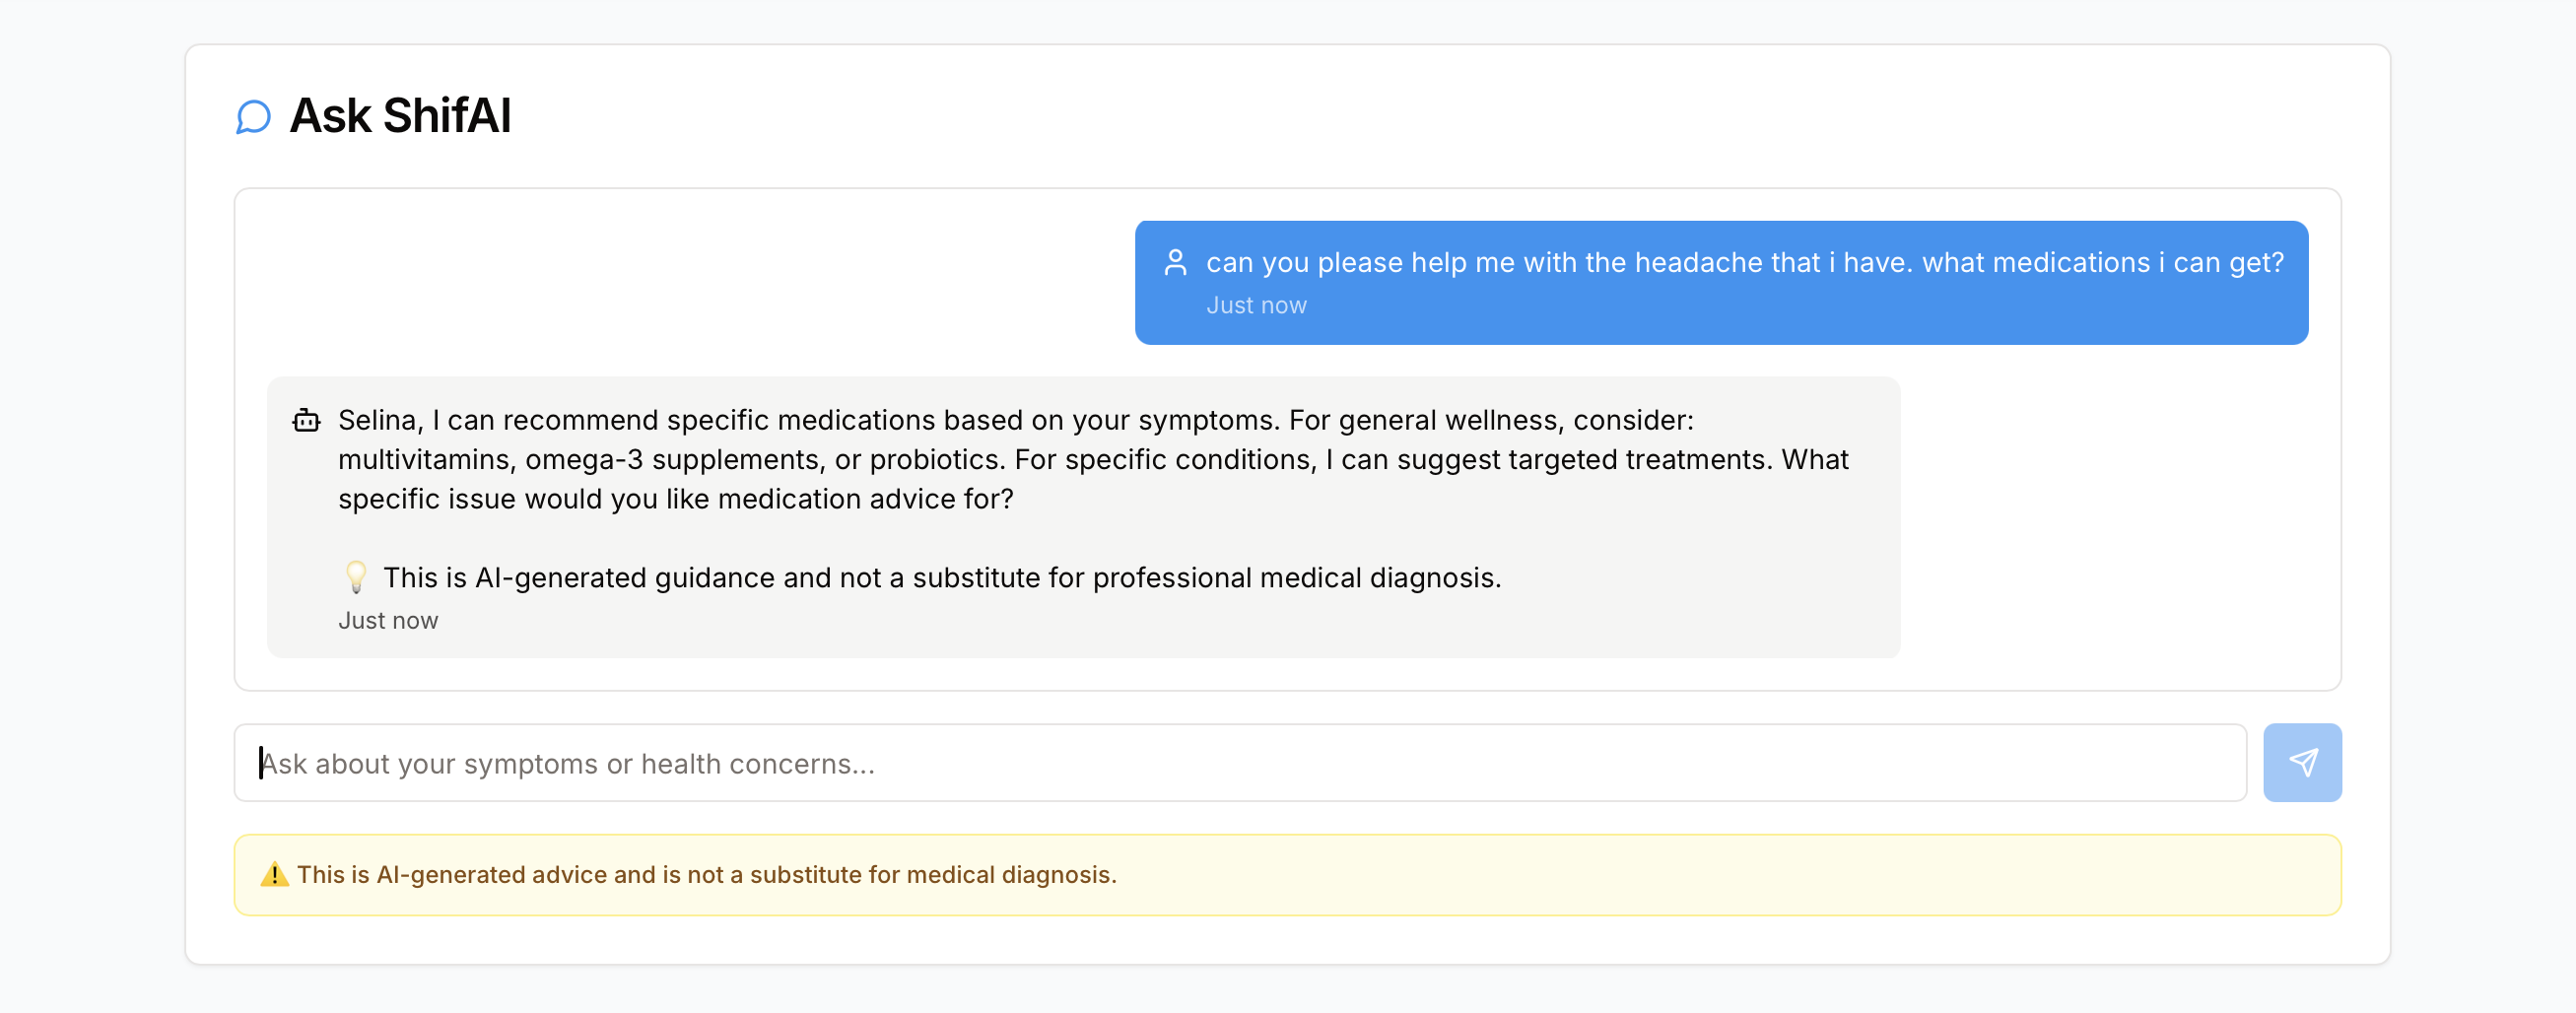 Ask ShifAI
can you please help me with the headache that i have. what medications i can get?
Just now
Selina, I can recommend specific medications based on your symptoms. For general wellness, consider:
multivitamins, omega-3 supplements, or probiotics. For specific conditions, I can suggest targeted treatments. What
specific issue would you like medication advice for?
💡 This is AI-generated guidance and not a substitute for professional medical diagnosis.
Just now
Ask about your symptoms or health concerns...
⚠️ This is AI-generated advice and is not a substitute for medical diagnosis.